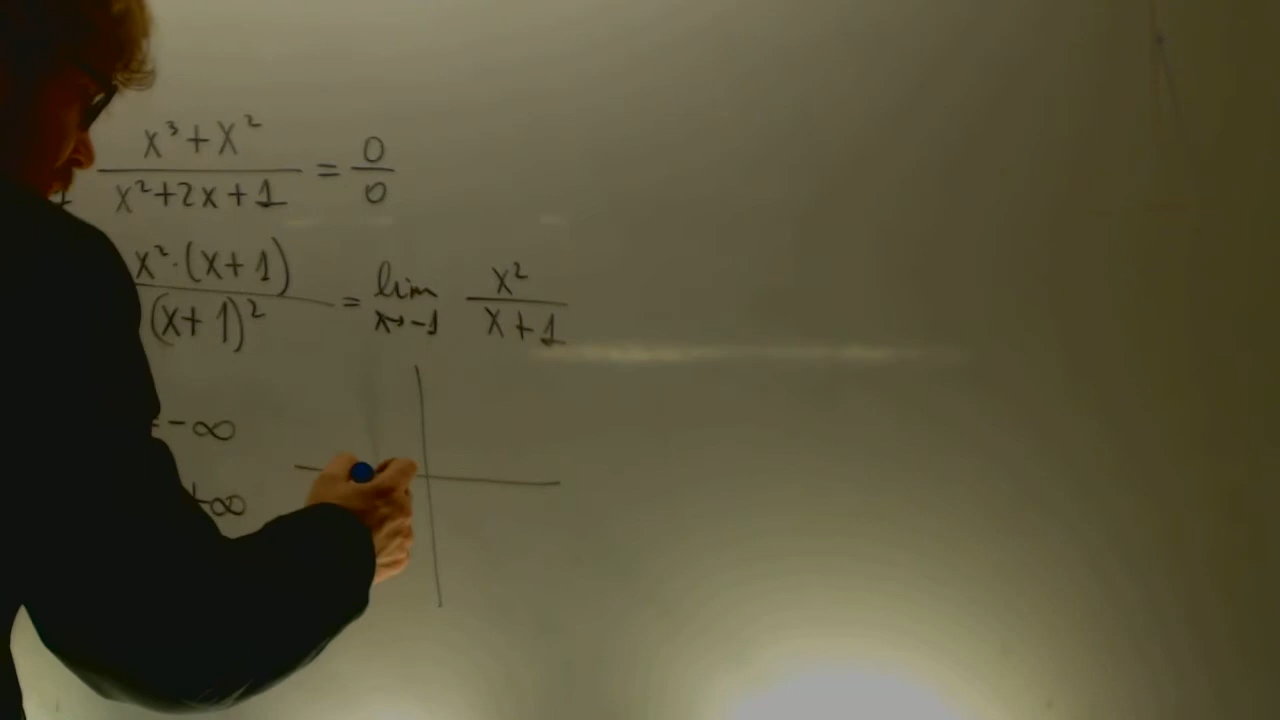 x³+x² / x²+2x+1 = 0/0
x²·(x+1) / (x+1)² = lim x→-1 x² / x+1
=-∞
+∞